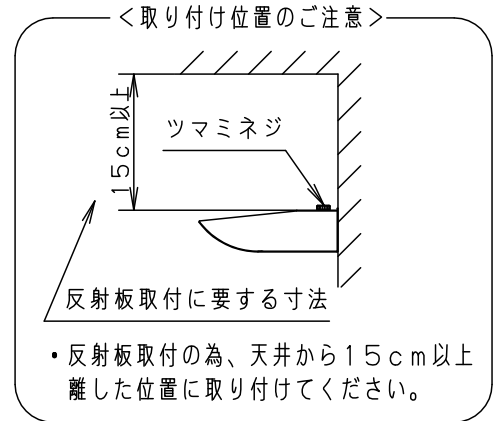 ＜取り付け位置のご注意＞
15cm以上
ツマミネジ
反射板取付に要する寸法
・反射板取付の為、天井から15cm以上
離した位置に取り付けてください。